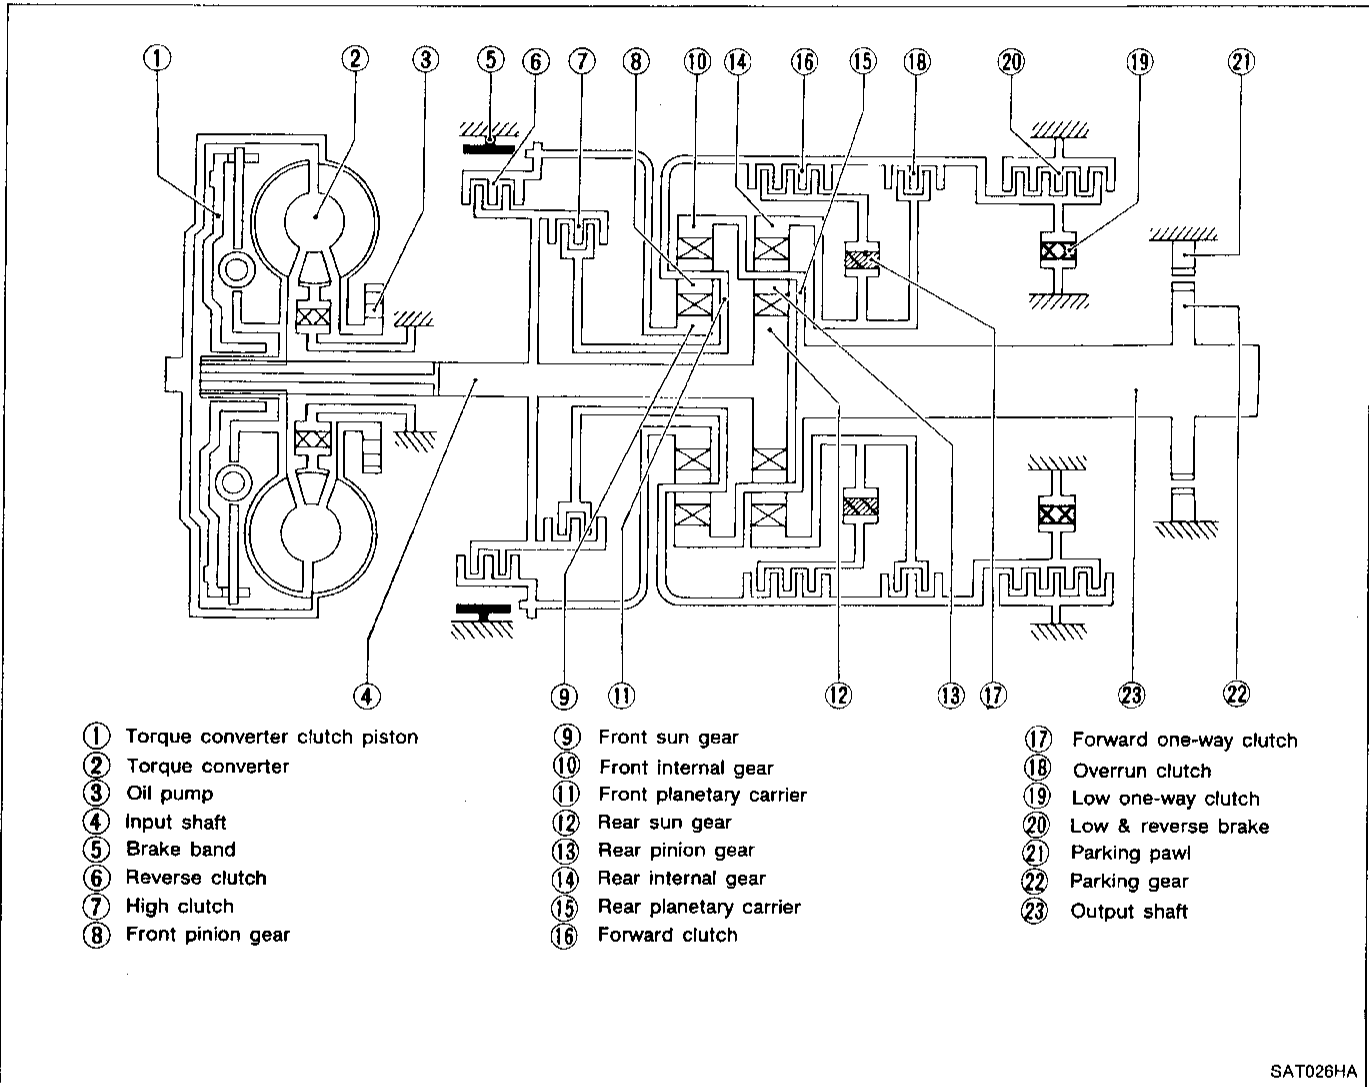 ① ② ③ ⑤ ⑥ ⑦ ⑧ ⑩ ⑭ ⑯ ⑮ ⑱ ⑳ ⑲ ㉑
④ ⑨ ⑪ ⑫ ⑬ ⑰ ㉓ ㉒
① Torque converter clutch piston
② Torque converter
③ Oil pump
④ Input shaft
⑤ Brake band
⑥ Reverse clutch
⑦ High clutch
⑧ Front pinion gear
⑨ Front sun gear
⑩ Front internal gear
⑪ Front planetary carrier
⑫ Rear sun gear
⑬ Rear pinion gear
⑭ Rear internal gear
⑮ Rear planetary carrier
⑯ Forward clutch
⑰ Forward one-way clutch
⑱ Overrun clutch
⑲ Low one-way clutch
⑳ Low & reverse brake
㉑ Parking pawl
㉒ Parking gear
㉓ Output shaft
SAT026HA